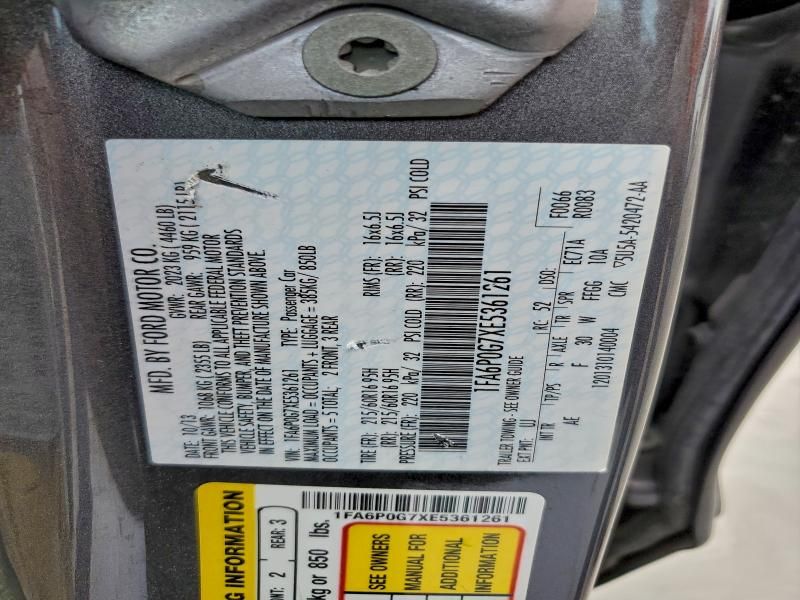 MFD. BY FORD MOTOR CO.
DATE: 10/13 GVWR: 2023 KG ( 4460 LB)
FRONT GAWR: 1068 KG ( 2355 LB) REAR GAWR: 959 KG ( 2115 LB)
THIS VEHICLE CONFORMS TO ALL APPLICABLE FEDERAL MOTOR
VEHICLE SAFETY, BUMPER, AND THEFT PREVENTION STANDARDS
IN EFFECT ON THE DATE OF MANUFACTURE SHOWN ABOVE.
VIN: 1FA6P0G7XE5361261 TYPE: Passenger Car
MAXIMUM LOAD = OCCUPANTS + LUGGAGE = 385KG/ 850LB
OCCUPANTS = 5 TOTAL, 2 FRONT, 3 REAR
TIRE (FR): 215/60R16 95H RIMS (FR): 16x6.5J
(RR): 215/60R16 95H (RR): 16x6.5J
PRESSURE (FR): 220 kPa/ 32 PSI COLD (RR): 220 kPa/ 32 PSI COLD
1FA6P0G7XE5361261
TRAILER TOWING - SEE OWNER GUIDE
EXT PNT: UJ RC: 52 DSO: F0066
INT TR TP/PS R AXLE TR SPR EC71A R0083
AE F 30 W FFGG 10A
120131014 0004 CMC ▽5U5A-5420472-AA
1FA6P0G7XE5361261
G INFORMATION
ONT: 2 REAR: 3
kg or 850 lbs.
SEE OWNERS
MANUAL FOR
ADDITIONAL
INFORMATION